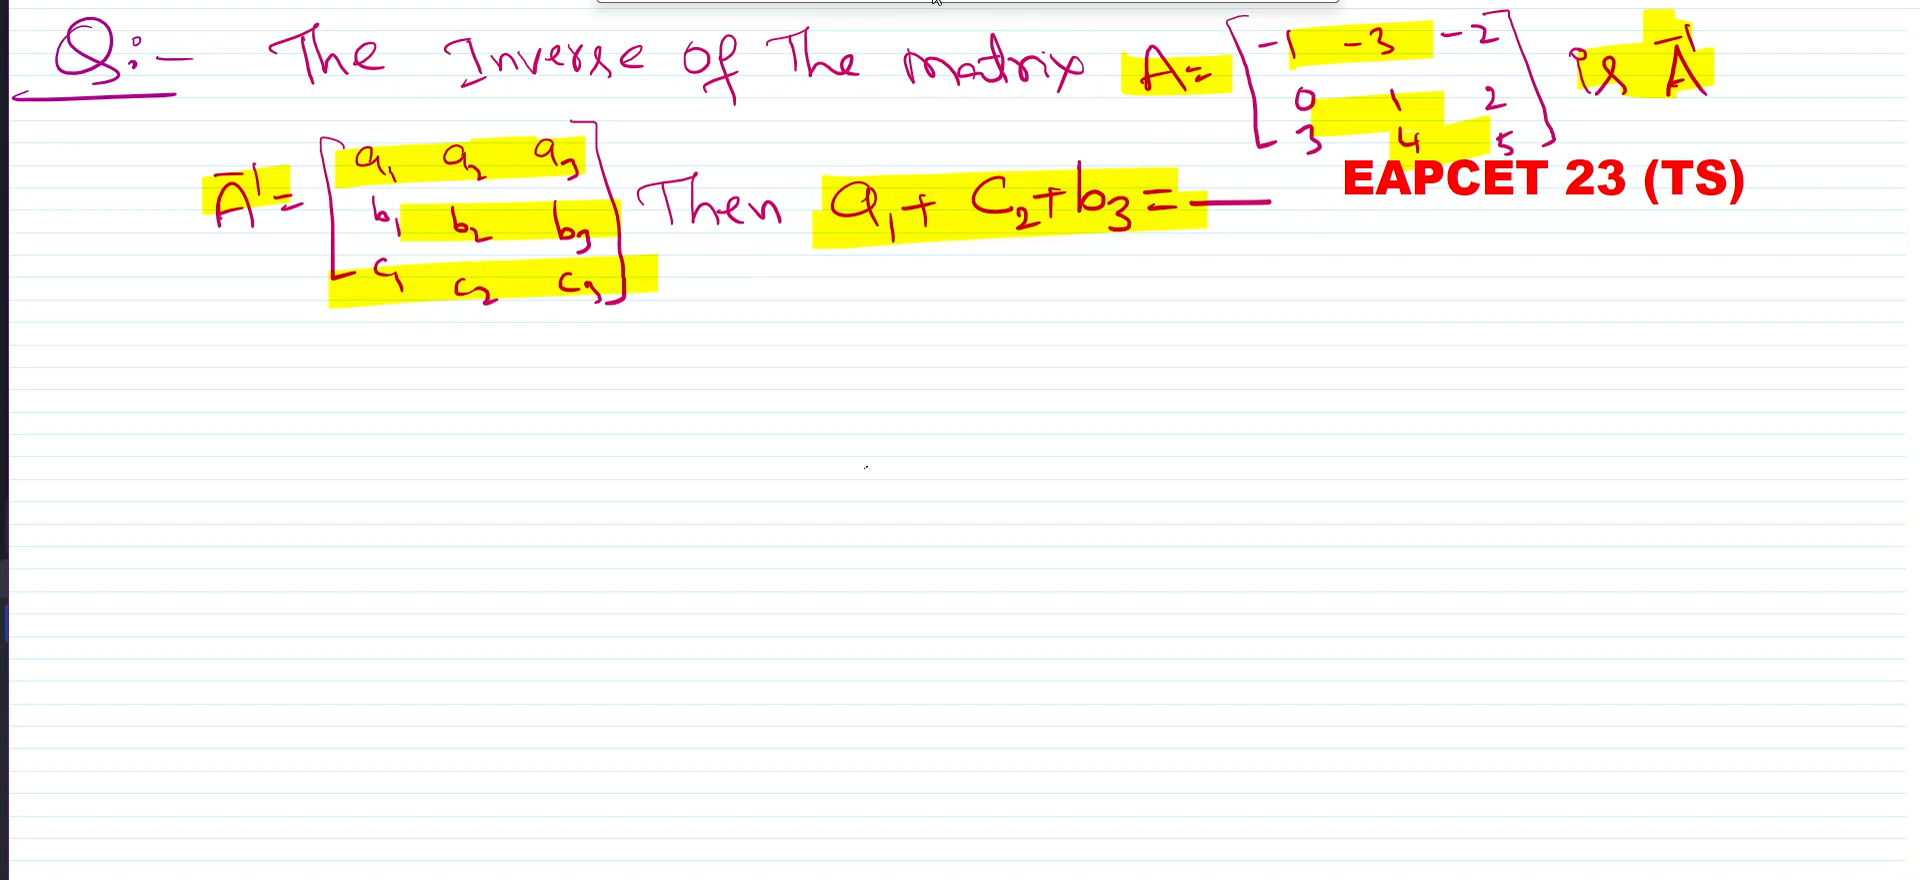 Q:- The Inverse of The matrix A = [ -1 -3 -2 ] is A⁻¹
0 1 2
3 4 5
EAPCET 23 (TS)
A⁻¹ = [ a₁ a₂ a₃ ] Then a₁ + c₂ + b₃ = —
b₁ b₂ b₃
c₁ c₂ c₃